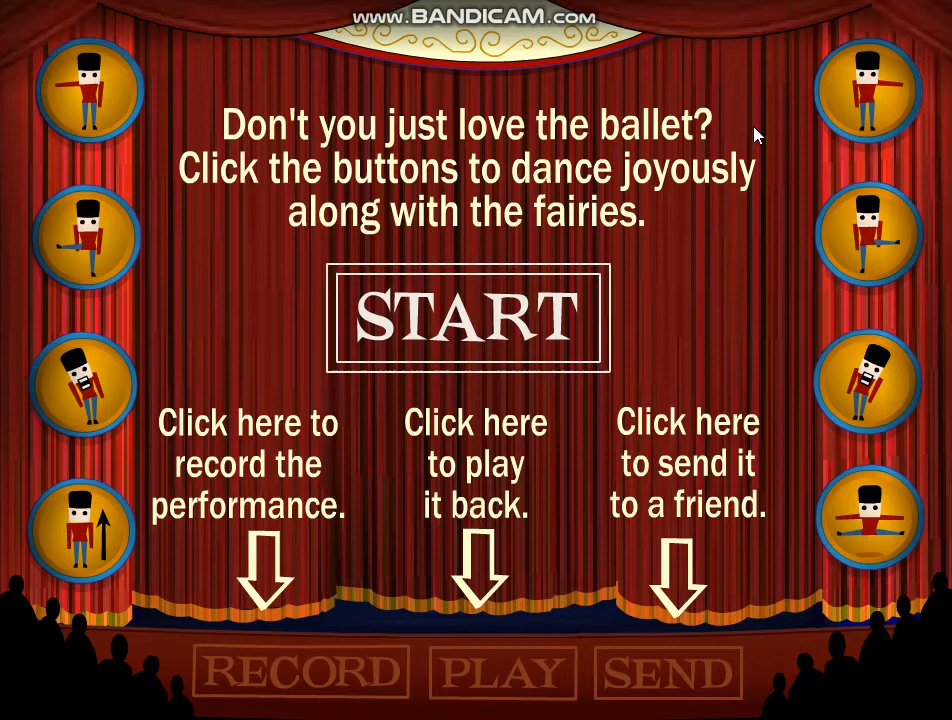 www.BANDICAM.com
Don't you just love the ballet?
Click the buttons to dance joyously
along with the fairies.
START
Click here to
record the
performance.
Click here
to play
it back.
Click here
to send it
to a friend.
RECORD
PLAY
SEND